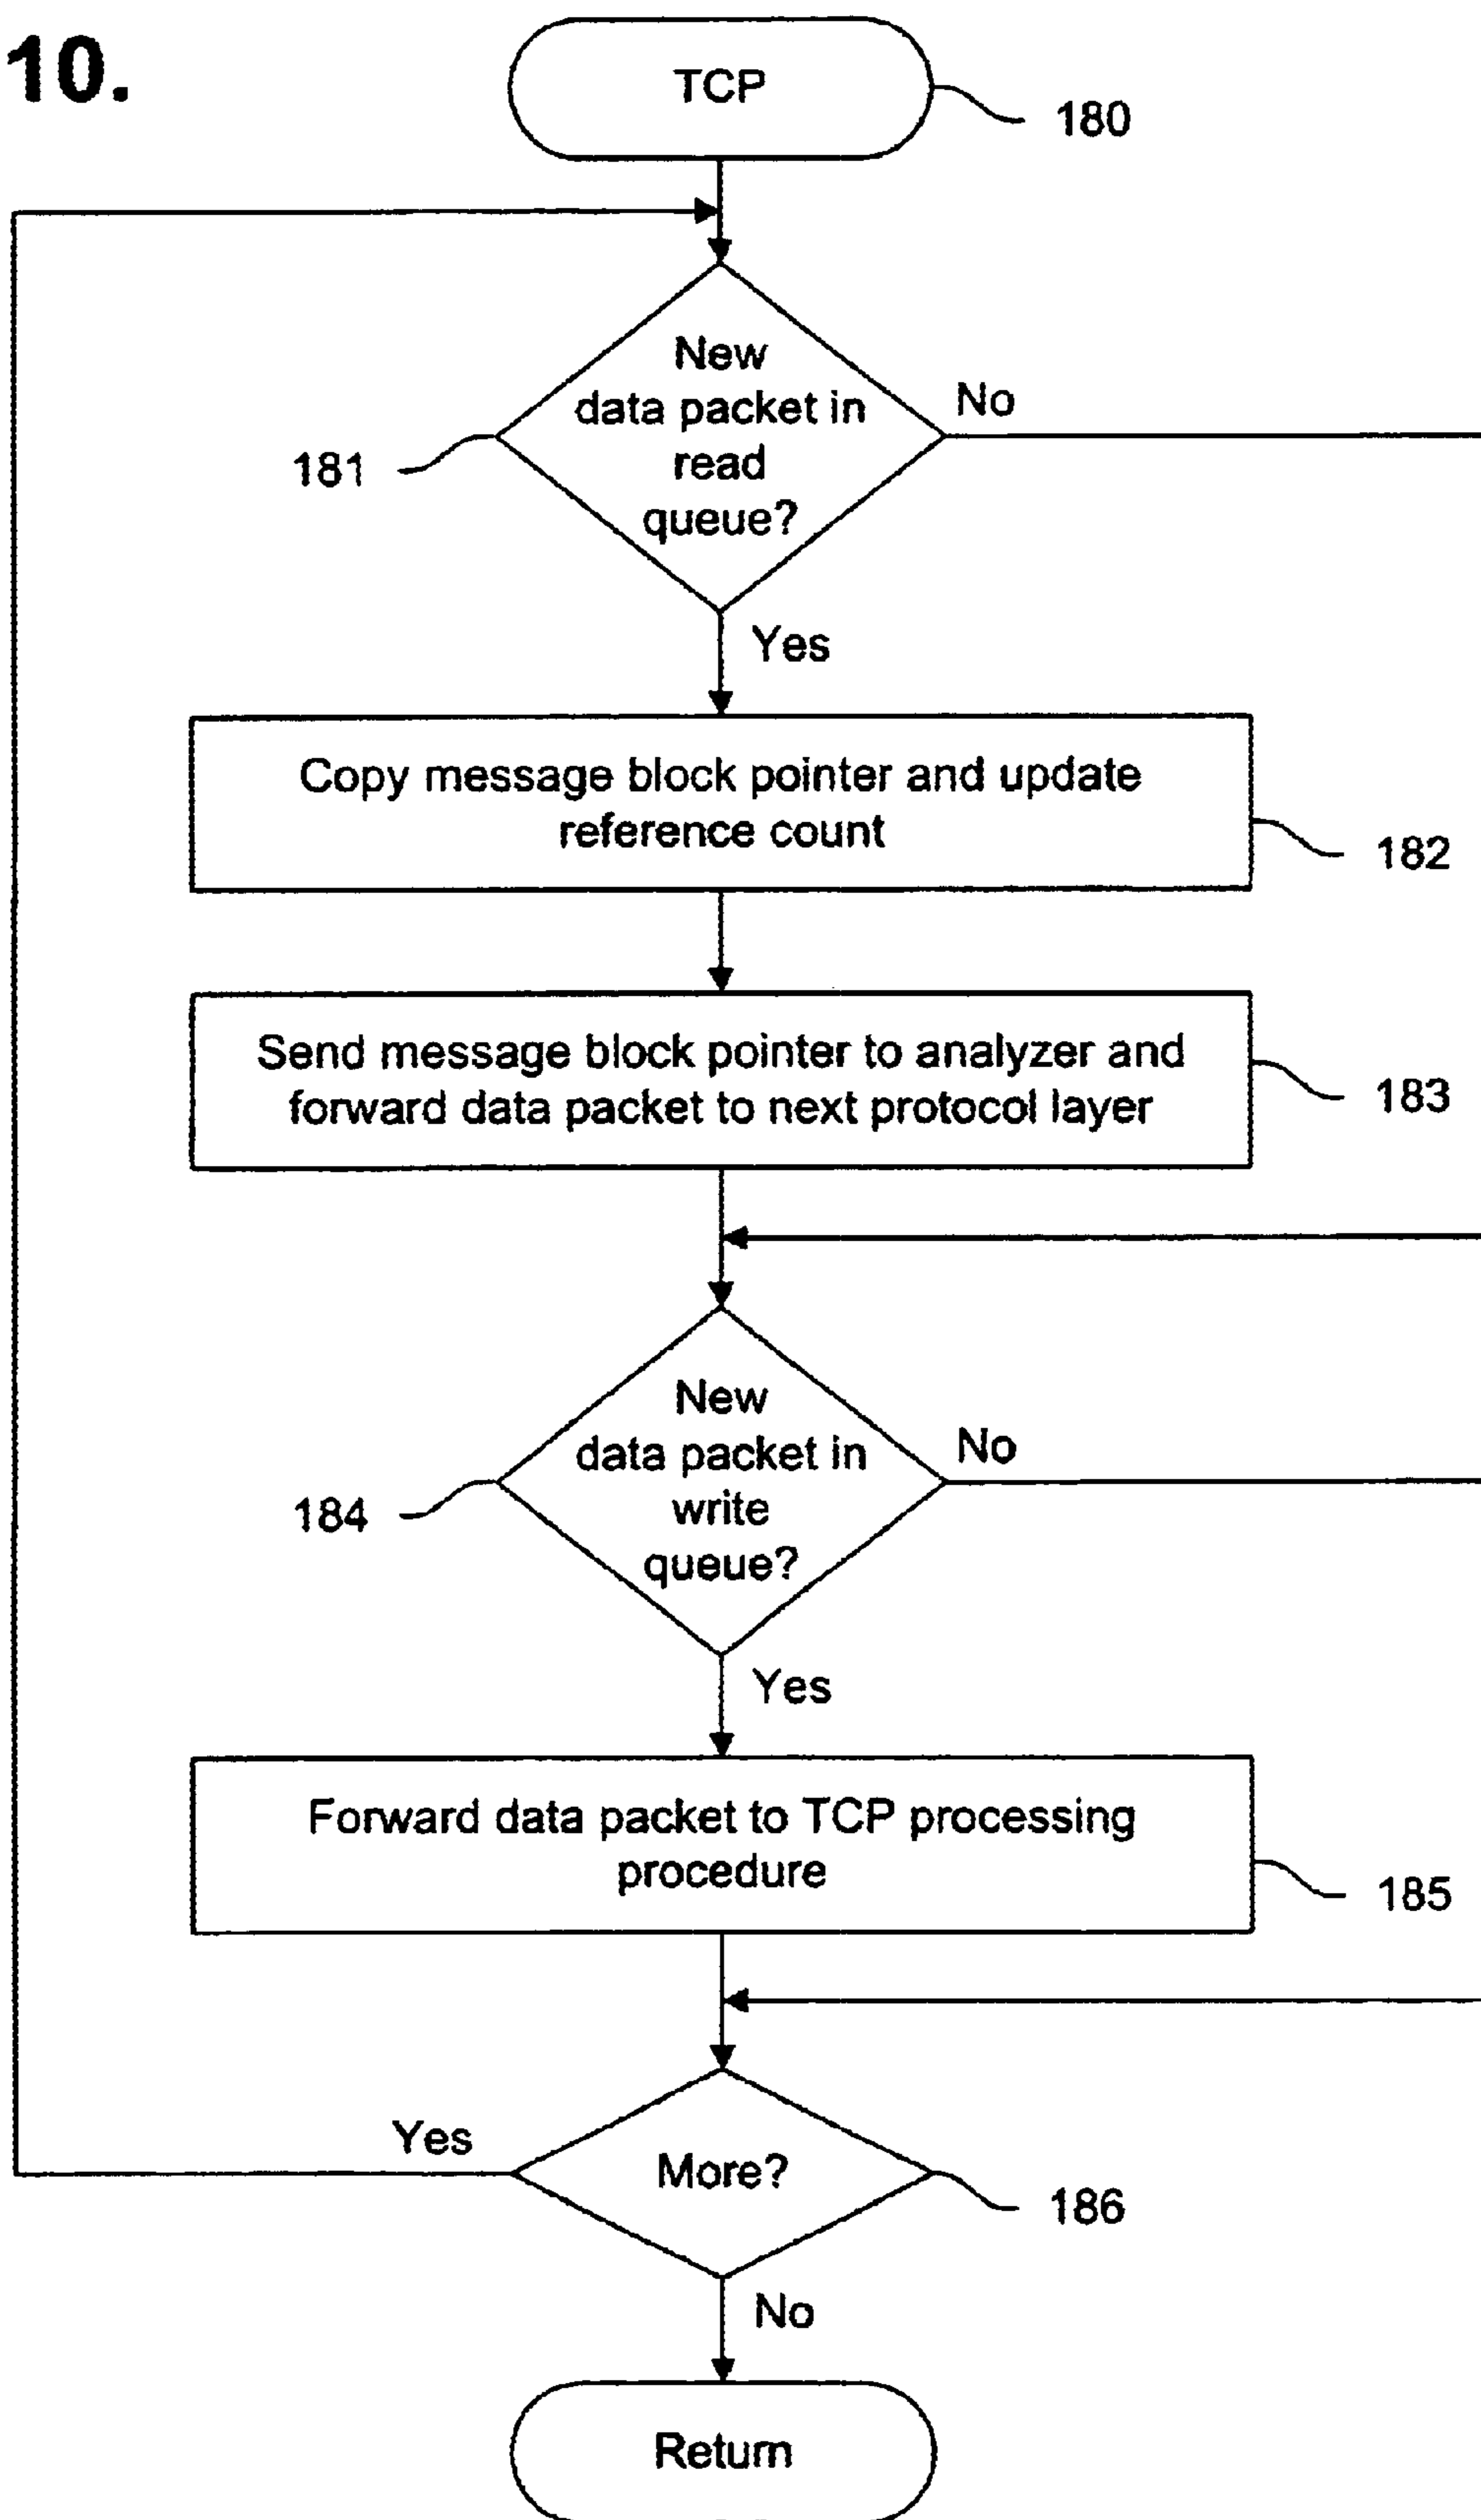 10.
TCP
180
New
data packet in
read
queue?
No
181
Yes
Copy message block pointer and update
reference count
182
Send message block pointer to analyzer and
forward data packet to next protocol layer
183
New
data packet in
write
queue?
No
184
Yes
Forward data packet to TCP processing
procedure
185
Yes
More?
186
No
Return